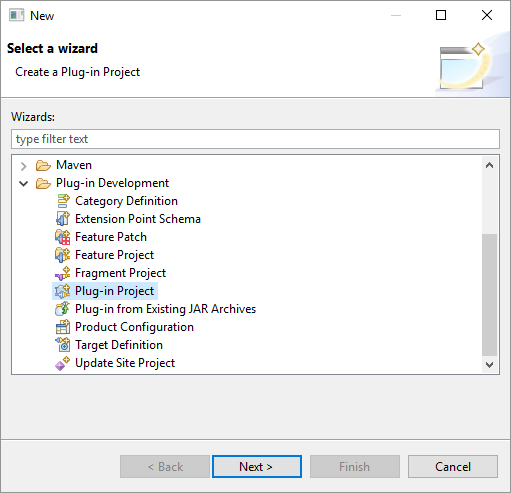 New
Select a wizard
Create a Plug-in Project
Wizards:
type filter text
Maven
Plug-in Development
Category Definition
Extension Point Schema
Feature Patch
Feature Project
Fragment Project
Plug-in Project
Plug-in from Existing JAR Archives
Product Configuration
Target Definition
Update Site Project
< Back Next > Finish Cancel